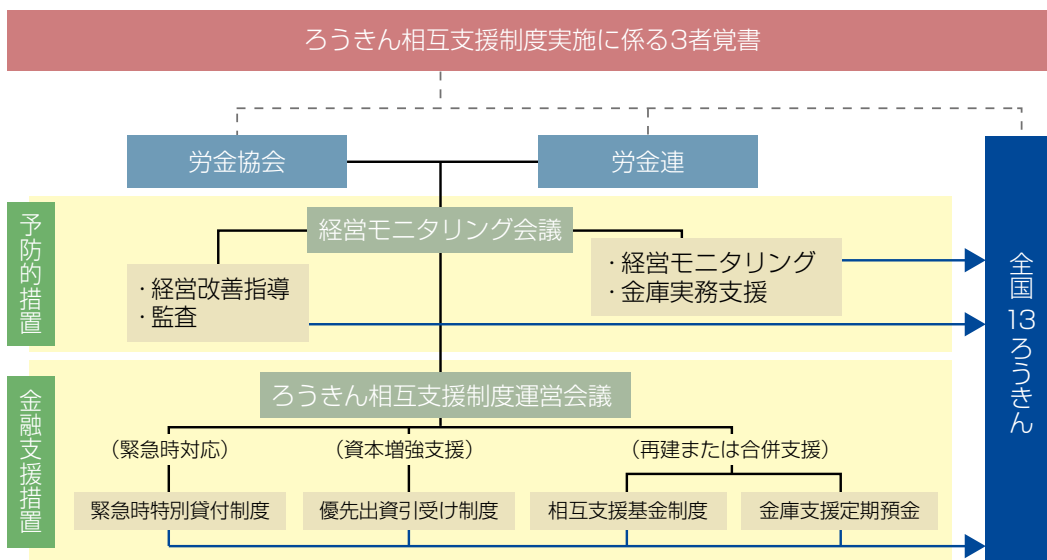 ろうきん相互支援制度実施に係る3者覚書
労金協会
労金連
予防的措置
経営モニタリング会議
・経営改善指導
・監査
・経営モニタリング
・金庫実務支援
全国13ろうきん
金融支援措置
ろうきん相互支援制度運営会議
（緊急時対応）
（資本増強支援）
（再建または合併支援）
緊急時特別貸付制度
優先出資引受け制度
相互支援基金制度
金庫支援定期預金